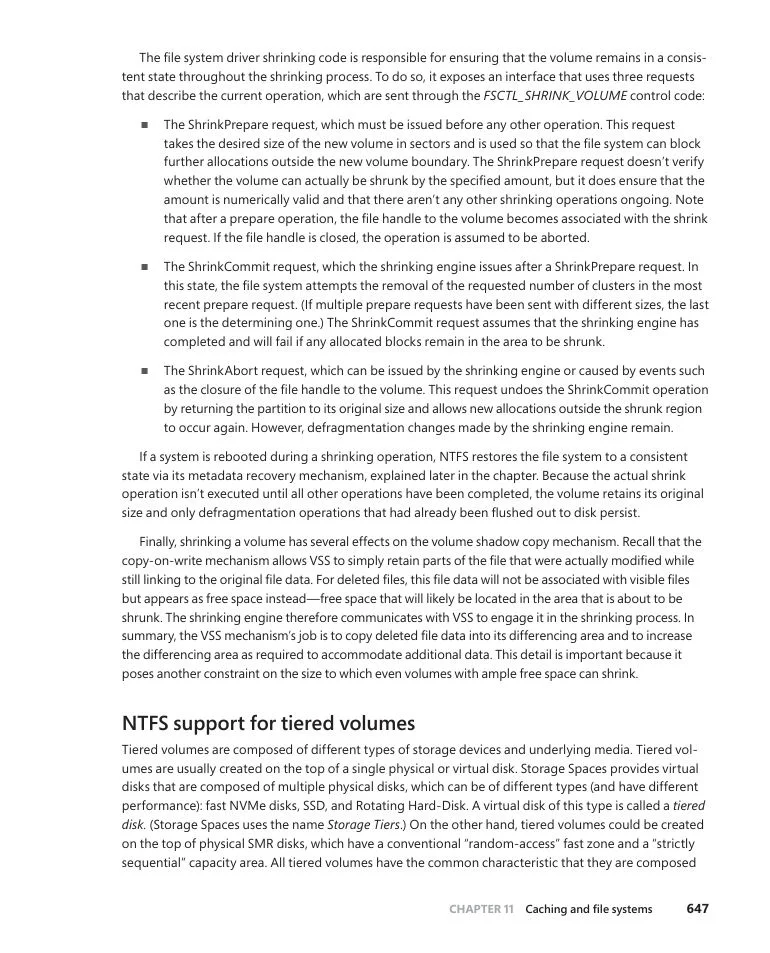 The file system driver shrinking code is responsible for ensuring that the volume remains in a consis-
tent state throughout the shrinking process. To do so, it exposes an interface that uses three requests
that describe the current operation, which are sent through the FSCTL_SHRINK_VOLUME control code:
■ The ShrinkPrepare request, which must be issued before any other operation. This request
takes the desired size of the new volume in sectors and is used so that the file system can block
further allocations outside the new volume boundary. The ShrinkPrepare request doesn’t verify
whether the volume can actually be shrunk by the specified amount, but it does ensure that the
amount is numerically valid and that there aren’t any other shrinking operations ongoing. Note
that after a prepare operation, the file handle to the volume becomes associated with the shrink
request. If the file handle is closed, the operation is assumed to be aborted.
■ The ShrinkCommit request, which the shrinking engine issues after a ShrinkPrepare request. In
this state, the file system attempts the removal of the requested number of clusters in the most
recent prepare request. (If multiple prepare requests have been sent with different sizes, the last
one is the determining one.) The ShrinkCommit request assumes that the shrinking engine has
completed and will fail if any allocated blocks remain in the area to be shrunk.
■ The ShrinkAbort request, which can be issued by the shrinking engine or caused by events such
as the closure of the file handle to the volume. This request undoes the ShrinkCommit operation
by returning the partition to its original size and allows new allocations outside the shrunk region
to occur again. However, defragmentation changes made by the shrinking engine remain.
If a system is rebooted during a shrinking operation, NTFS restores the file system to a consistent
state via its metadata recovery mechanism, explained later in the chapter. Because the actual shrink
operation isn’t executed until all other operations have been completed, the volume retains its original
size and only defragmentation operations that had already been flushed out to disk persist.
Finally, shrinking a volume has several effects on the volume shadow copy mechanism. Recall that the
copy-on-write mechanism allows VSS to simply retain parts of the file that were actually modified while
still linking to the original file data. For deleted files, this file data will not be associated with visible files
but appears as free space instead—free space that will likely be located in the area that is about to be
shrunk. The shrinking engine therefore communicates with VSS to engage it in the shrinking process. In
summary, the VSS mechanism’s job is to copy deleted file data into its differencing area and to increase
the differencing area as required to accommodate additional data. This detail is important because it
poses another constraint on the size to which even volumes with ample free space can shrink.
NTFS support for tiered volumes
Tiered volumes are composed of different types of storage devices and underlying media. Tiered vol-
umes are usually created on the top of a single physical or virtual disk. Storage Spaces provides virtual
disks that are composed of multiple physical disks, which can be of different types (and have different
performance): fast NVMe disks, SSD, and Rotating Hard-Disk. A virtual disk of this type is called a tiered
disk. (Storage Spaces uses the name Storage Tiers.) On the other hand, tiered volumes could be created
on the top of physical SMR disks, which have a conventional “random-access” fast zone and a “strictly
sequential” capacity area. All tiered volumes have the common characteristic that they are composed
CHAPTER 11 Caching and file systems 647